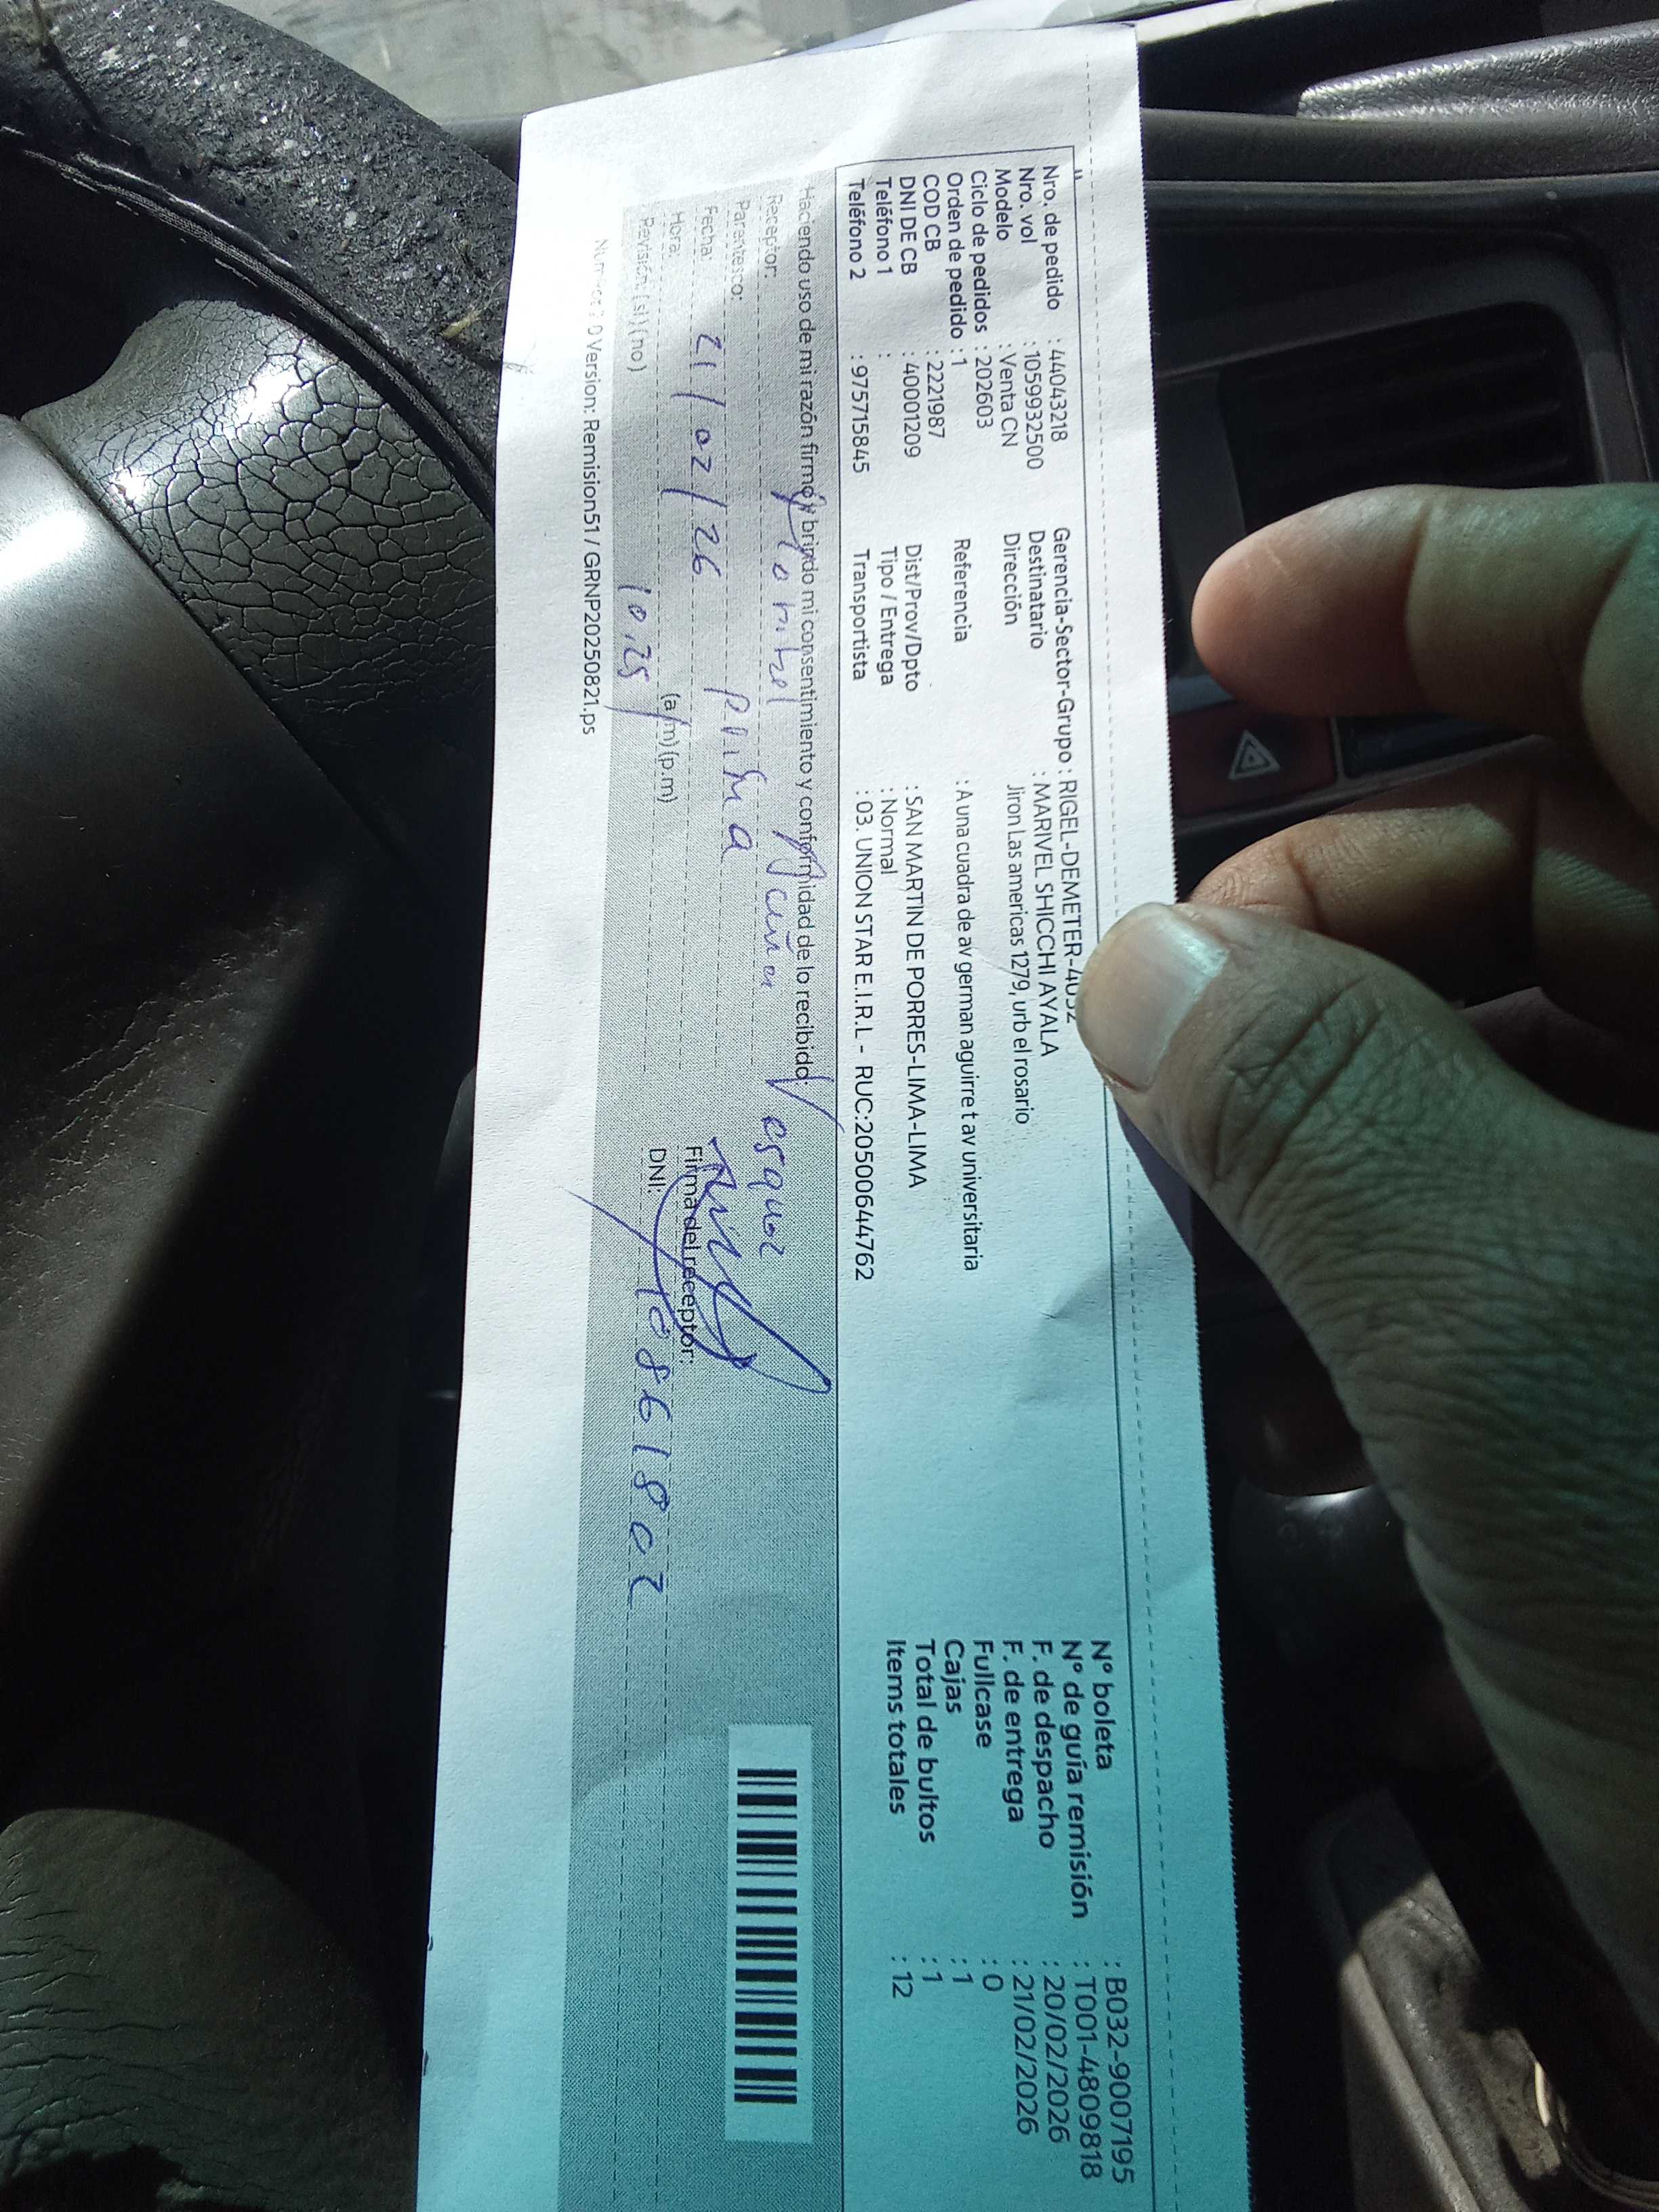 Nro. de pedido : 44043218
Nro. vol : 1059932500
Modelo : Venta CN
Ciclo de pedidos : 202603
Orden de pedido : 1
COD CB : 2221987
DNI DE CB : 40001209
Teléfono 1 :
Teléfono 2 : 975715845
Gerencia-Sector-Grupo : RIGEL-DEMETER-4032
Destinatario : MARIVEL SHICCHI AYALA
Dirección Jiron Las americas 1279, urb el rosario
Referencia : A una cuadra de av german aguirre t av universitaria
Dist/Prov/Dpto : SAN MARTIN DE PORRES-LIMA-LIMA
Tipo / Entrega : Normal
Transportista : 03. UNION STAR E.I.R.L - RUC:20500644762
N° boleta : B032-9007195
N° de guía remisión : T001-4809818
F. de despacho : 20/02/2026
F. de entrega : 21/02/2026
Fullcase : 0
Cajas : 1
Total de bultos : 1
Items totales : 12
Haciendo uso de mi razón firmo y brindo mi consentimiento y conformidad de lo recibido:
Receptor: Vasquez
Parentesco:
Fecha: 21/02/26
Hora: 10:25 (a.m) (p.m)
Revisión: (si) (no)
Firma del receptor:
DNI: 10861802
Version: Remision51 / GRNP20250821.ps